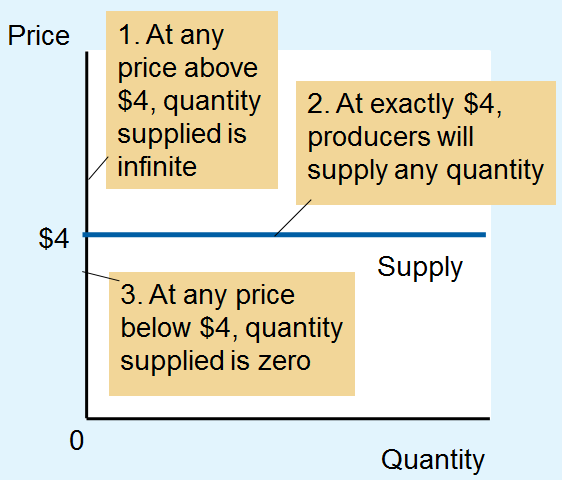 Price
1. At any
price above
$4, quantity
supplied is
infinite
2. At exactly $4,
producers will
supply any quantity
$4
Supply
3. At any price
below $4, quantity
supplied is zero
0
Quantity